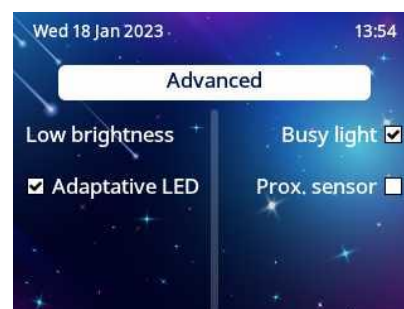 Wed 18 Jan 2023
13:54
Advanced
Low brightness
Busy light
Adaptative LED
Prox. sensor